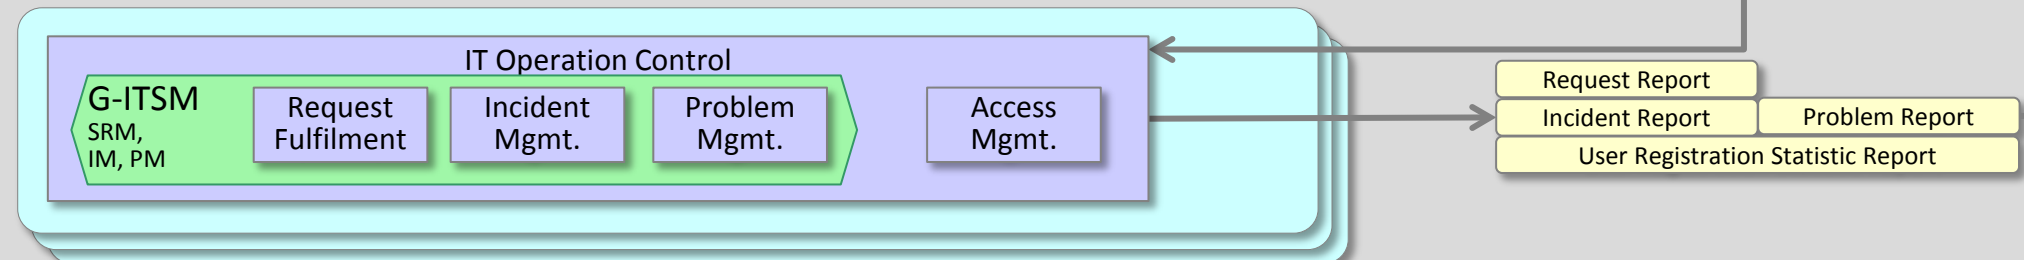 IT Operation Control
G-ITSM
SRM,
IM, PM
Request
Fulfilment
Incident
Mgmt.
Problem
Mgmt.
Access
Mgmt.
Request Report
Incident Report
Problem Report
User Registration Statistic Report